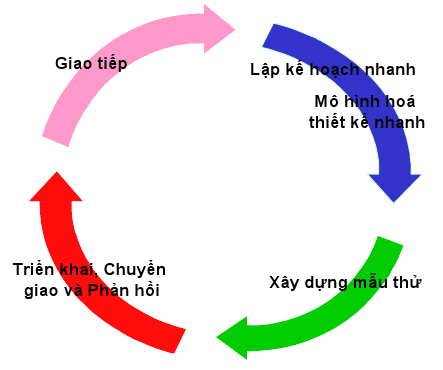 Giao tiếp
Lập kế hoạch nhanh
Mô hình hoá
thiết kế nhanh
Xây dựng mẫu thử
Triển khai, Chuyển
giao và Phản hồi